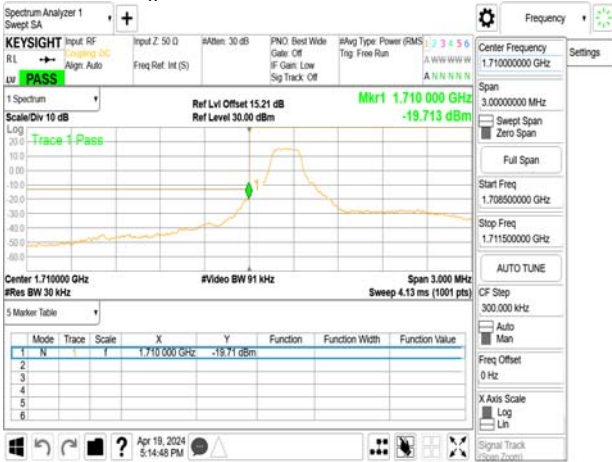 Spectrum Analyzer 1
Swept SA
+
Frequency
Settings
KEYSIGHT
RL
LW PASS
Input: RF
Coupling: DC
Align: Auto
Input Z: 50 Ω
Freq Ref: Int (S)
#Atten: 30 dB
PNO: Best Wide
Gate: Off
IF Gain: Low
Sig Track: Off
#Avg Type: Power (RMS
Trig: Free Run
1 2 3 4 5 6
A WW WW W
A N N N N N
1 Spectrum
Scale/Div 10 dB
Ref Lvl Offset 15.21 dB
Ref Level 30.00 dBm
Mkr1 1.710 000 GHz
-19.713 dBm
Log
Trace 1 Pass
20.0
10.0
0.00
-10.0
-20.0
-30.0
-40.0
-50.0
-60.0
1
Center 1.710000 GHz
#Res BW 30 kHz
#Video BW 91 kHz
Span 3.000 MHz
Sweep 4.13 ms (1001 pts)
5 Marker Table
Mode Trace Scale X Y Function Function Width Function Value
1 N 1 f 1.710 000 GHz -19.71 dBm
2
3
4
5
6
Apr 19, 2024
5:14:48 PM
?
Center Frequency
1.710000000 GHz
Span
3.00000000 MHz
Swept Span
Zero Span
Full Span
Start Freq
1.708500000 GHz
Stop Freq
1.711500000 GHz
AUTO TUNE
CF Step
300.000 kHz
Auto
Man
Freq Offset
0 Hz
X Axis Scale
Log
Lin
Signal Track
(Span Zoom)